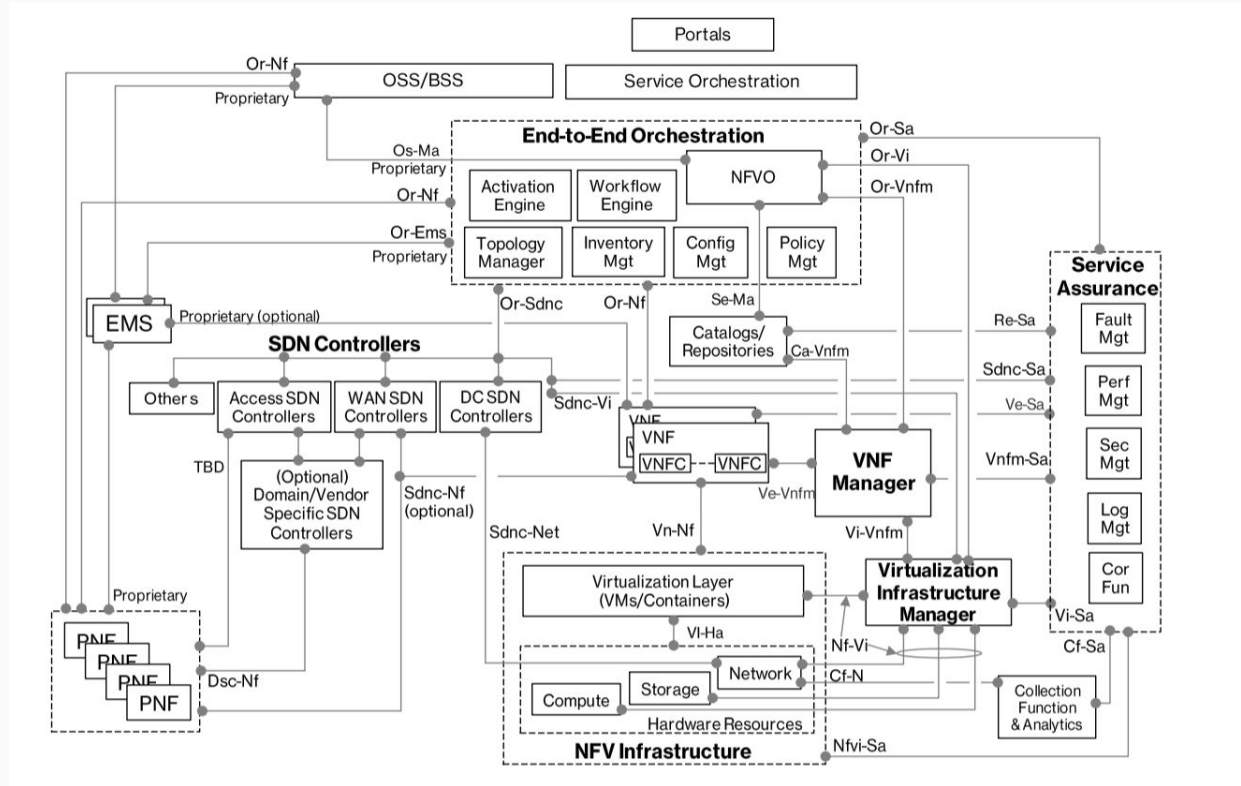 Portals
Or-Nf
OSS/BSS
Service Orchestration
Proprietary
End-to-End Orchestration
Or-Sa
Os-Ma
Proprietary
NFVO
Or-Vi
Activation
Engine
Workflow
Engine
Or-Nf
Or-Vnfm
Or-Ems
Proprietary
Topology
Manager
Inventory
Mgt
Config
Mgt
Policy
Mgt
Service
Assurance
Or-Sdnc
Or-Nf
Se-Ma
EMS
Proprietary (optional)
Catalogs/
Repositories
Re-Sa
Fault
Mgt
SDN Controllers
Ca-Vnfm
Sdnc-Sa
Others
Access SDN
Controllers
WAN SDN
Controllers
DC SDN
Controllers
Sdnc-Vi
Perf
Mgt
Ve-Sa
VNF
VNF
VNFC
VNFC
VNF
Manager
Vnfm-Sa
Sec
Mgt
TBD
(Optional)
Domain/Vendor
Specific SDN
Controllers
Sdnc-Nf
(optional)
Ve-Vnfm
Log
Mgt
Sdnc-Net
Vn-Nf
Vi-Vnfm
Virtualization Layer
(VMs/Containers)
Virtualization
Infrastructure
Manager
Cor
Fun
Proprietary
Vi-Sa
PNF
PNF
PNF
PNF
Vl-Ha
Nf-Vi
Cf-Sa
Dsc-Nf
Network
Cf-N
Storage
Compute
Collection
Function
& Analytics
Hardware Resources
NFV Infrastructure
Nfvi-Sa